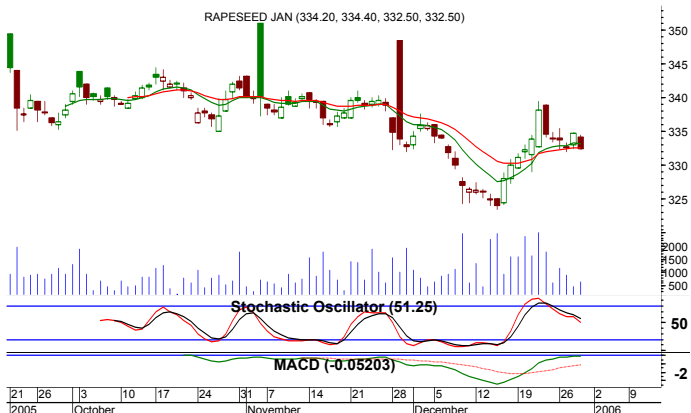 RAPESEED JAN (334.20, 334.40, 332.50, 332.50)
350
345
340
335
330
325
2000
1500
1000
500
Stochastic Oscillator (51.25)
50
MACD (-0.05203)
-2
21 26 3 10 17 24 31 7 14 21 28 5 12 19 26 2 9
2005 October November December 2006